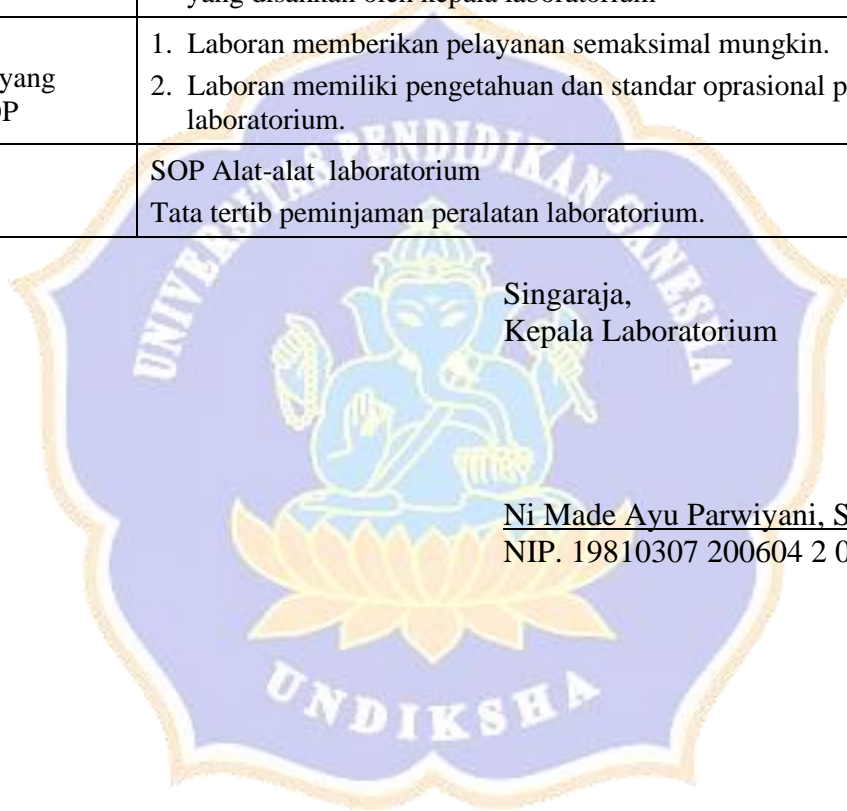 yang disahkan oleh kepala laboratorium
1. Laboran memberikan pelayanan semaksimal mungkin.
yang
2. Laboran memiliki pengetahuan dan standar oprasional p
laboratorium.
SOP Alat-alat laboratorium
Tata tertib peminjaman peralatan laboratorium.
UNIVERSITAS PENDIDIKAN GANESHA
Singaraja,
Kepala Laboratorium
Ni Made Ayu Parwiyani, S
NIP. 19810307 200604 2 0
UNDIKSHA